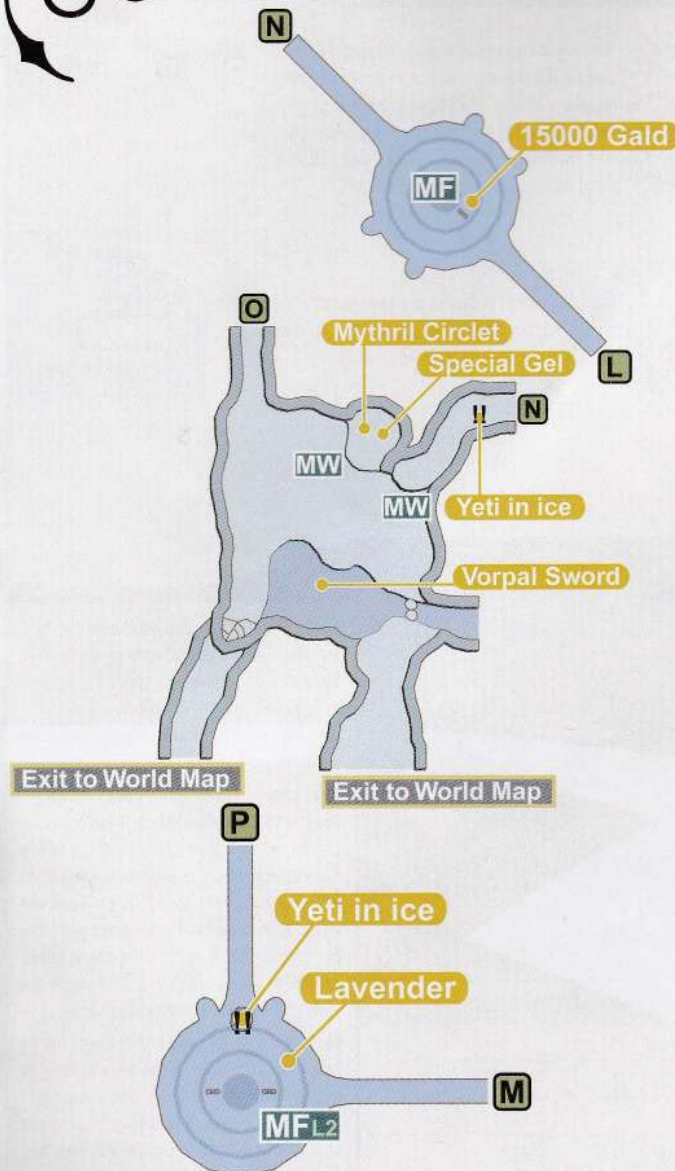 N
15000 Gald
MF
L
O
Mythril Circlet
Special Gel
!!
N
MW
MW
Yeti in ice
Vorpal Sword
Exit to World Map
Exit to World Map
P
Yeti in ice
!!
Lavender
M
MF L2